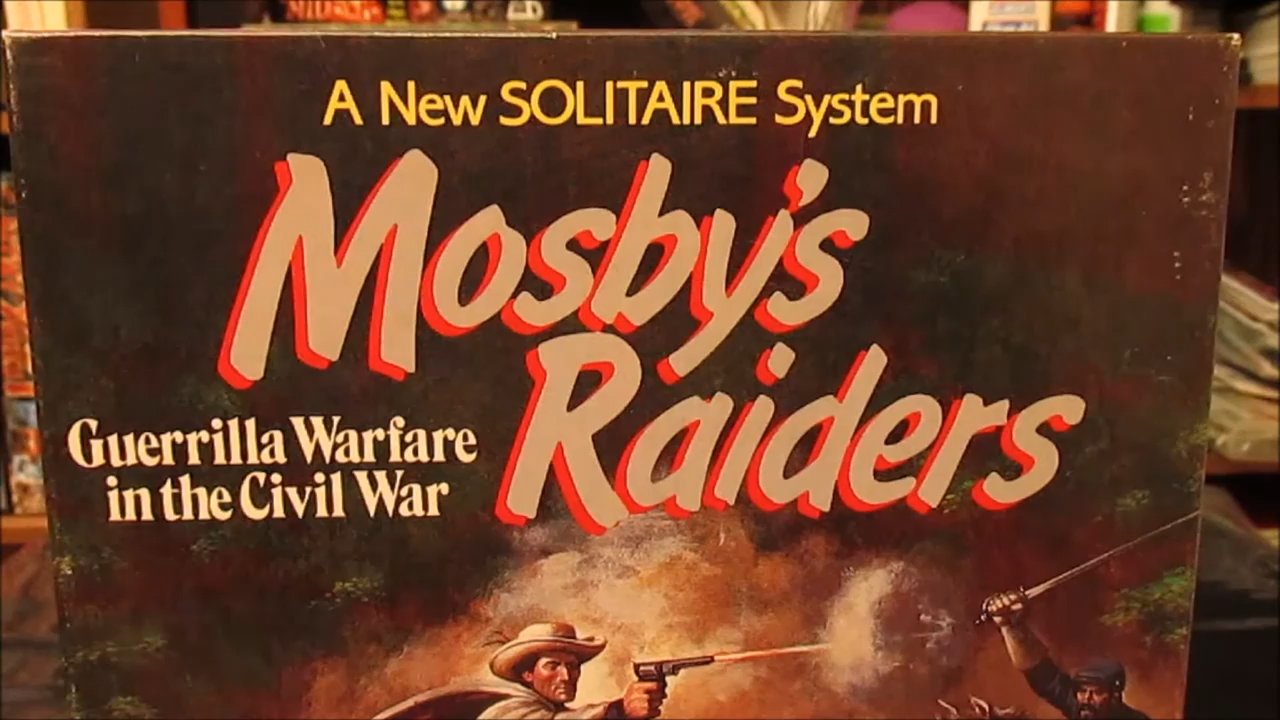 A New SOLITAIRE System
Mosby's
Raiders
Guerrilla Warfare
in the Civil War